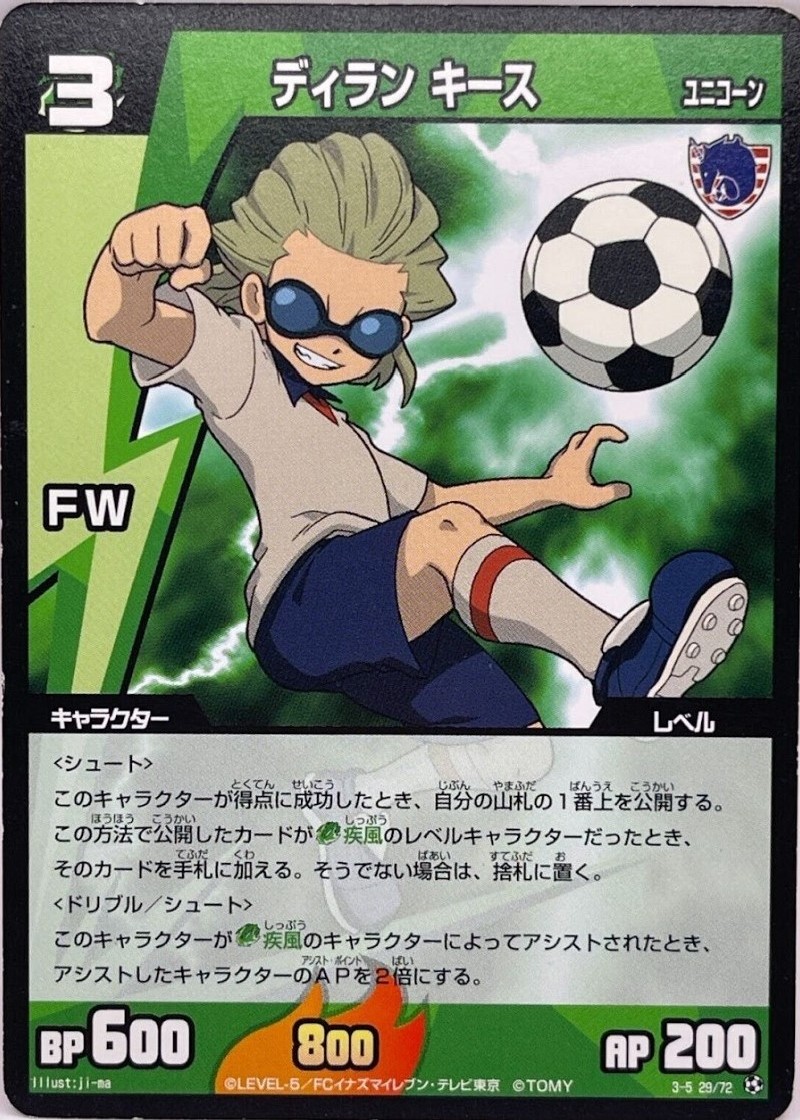 3
ディラン キース
ユニコーン
FW
キャラクター
レベル
<シュート>
このキャラクターが得点に成功したとき、自分の山札の1番上を公開する。
この方法で公開したカードが疾風のレベルキャラクターだったとき、
そのカードを手札に加える。そうでない場合は、捨札に置く。
<ドリブル/シュート>
このキャラクターが疾風のキャラクターによってアシストされたとき、
アシストしたキャラクターのAPを2倍にする。
BP 600
800
AP 200
Illust:ji-ma
©LEVEL-5/FCイナズマイレブン・テレビ東京 ©TOMY
3-5 29/72